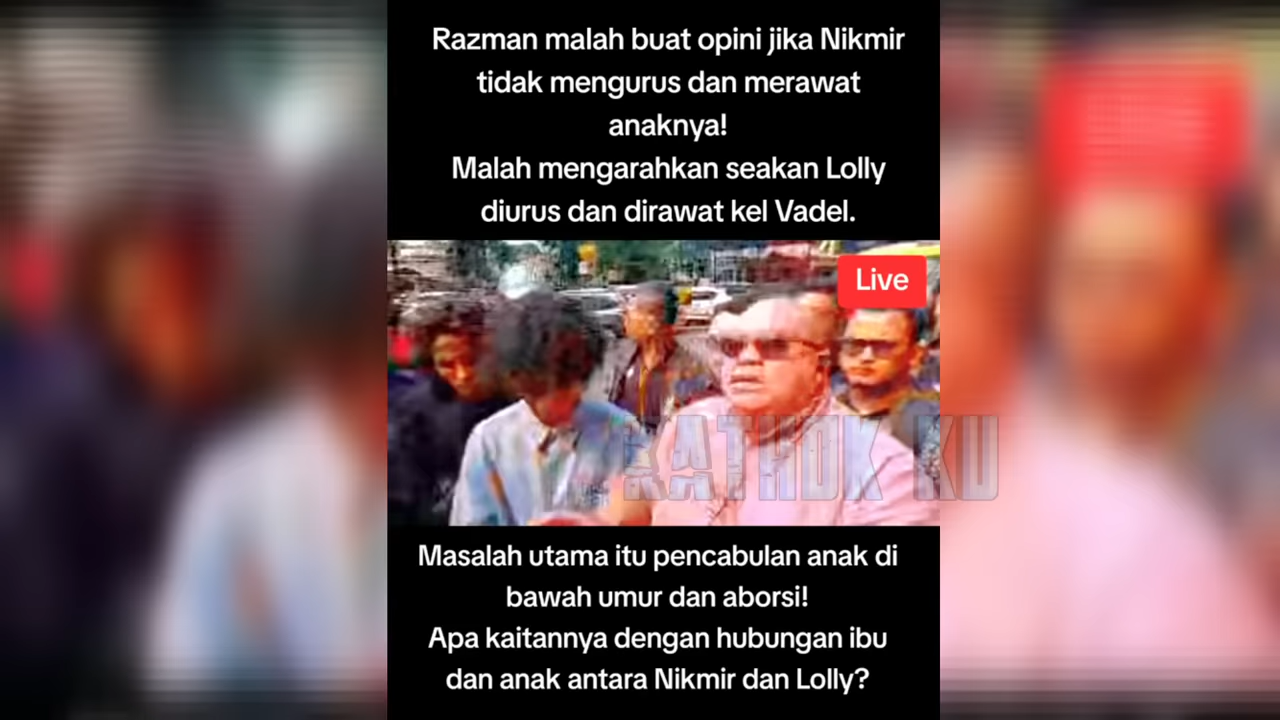 Razman malah buat opini jika Nikmir
tidak mengurus dan merawat
anaknya!
Malah mengarahkan seakan Lolly
diurus dan dirawat kel Vadel.
Live
KATHOK KU
Masalah utama itu pencabulan anak di
bawah umur dan aborsi!
Apa kaitannya dengan hubungan ibu
dan anak antara Nikmir dan Lolly?